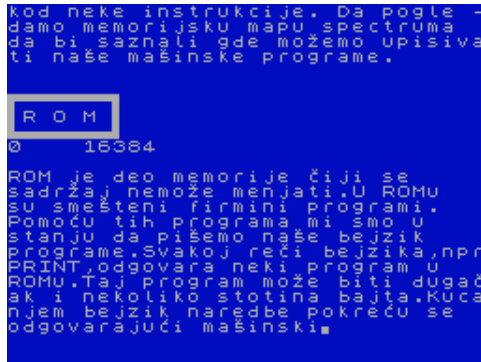 kod neke instrukcije. Da pogle -
damo memorijsku mapu spectruma
da bi saznali gde možemo upisiva
ti naše mašinske programe.
R O M
0 16384
ROM je deo memorije čiji se
sadržaj nemože menjati.U ROMu
su smešteni firmini programi.
Pomoću tih programa mi smo u
stanju da pišemo naše bejzik
programe.Svakoj reči bejzika,npr
PRINT,odgovara neki program u
ROMu.Taj program može biti dugač
ak i nekoliko stotina bajta.Kuca
njem bejzik naredbe pokreću se
odgovarajući mašinski